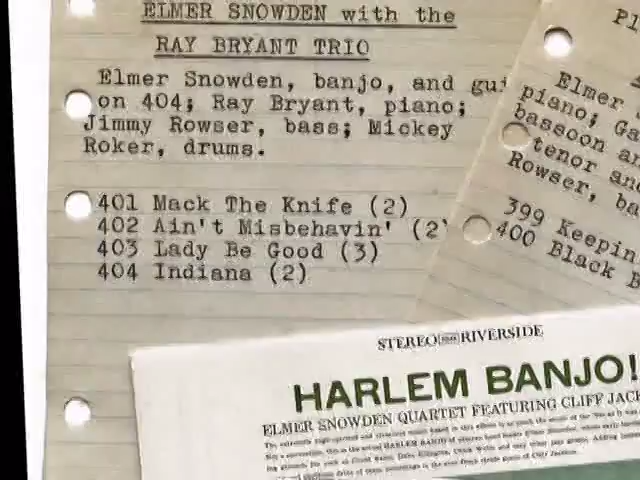 ELMER SNOWDEN with the
RAY BRYANT TRIO
Elmer Snowden, banjo, and gui
on 404; Ray Bryant, piano;
Jimmy Rowser, bass; Mickey
Roker, drums.
401 Mack The Knife (2)
402 Ain't Misbehavin' (2)
403 Lady Be Good (3)
404 Indiana (2)
Pl
Elmer
piano; Ga
bassoon an
tenor and
Rowser, ba
399 Keepin
400 Black B
STEREO RIVERSIDE
HARLEM BANJO!
ELMER SNOWDEN QUARTET FEATURING CLIFF JACK